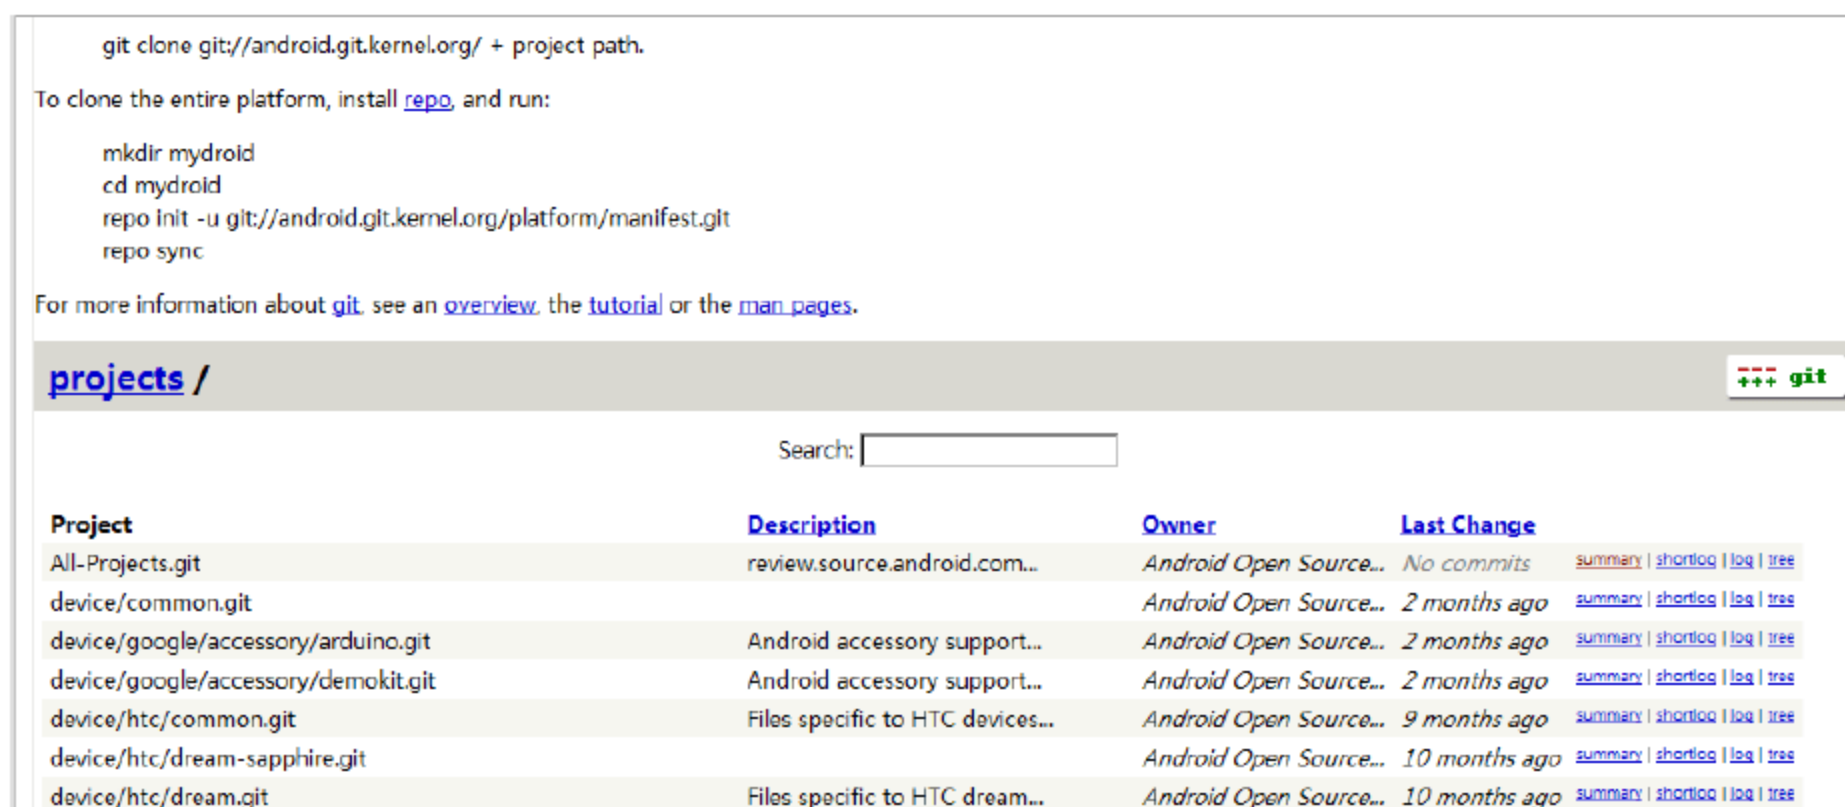 git clone git://android.git.kernel.org/ + project path.
To clone the entire platform, install repo, and run:
mkdir mydroid
cd mydroid
repo init -u git://android.git.kernel.org/platform/manifest.git
repo sync
For more information about git, see an overview, the tutorial or the man pages.
projects /
git
Search:
Project Description Owner Last Change
All-Projects.git review.source.android.com... Android Open Source... No commits summary | shortlog | log | tree
device/common.git Android Open Source... 2 months ago summary | shortlog | log | tree
device/google/accessory/arduino.git Android accessory support... Android Open Source... 2 months ago summary | shortlog | log | tree
device/google/accessory/demokit.git Android accessory support... Android Open Source... 2 months ago summary | shortlog | log | tree
device/htc/common.git Files specific to HTC devices... Android Open Source... 9 months ago summary | shortlog | log | tree
device/htc/dream-sapphire.git Android Open Source... 10 months ago summary | shortlog | log | tree
device/htc/dream.git Files specific to HTC dream... Android Open Source... 10 months ago summary | shortlog | log | tree